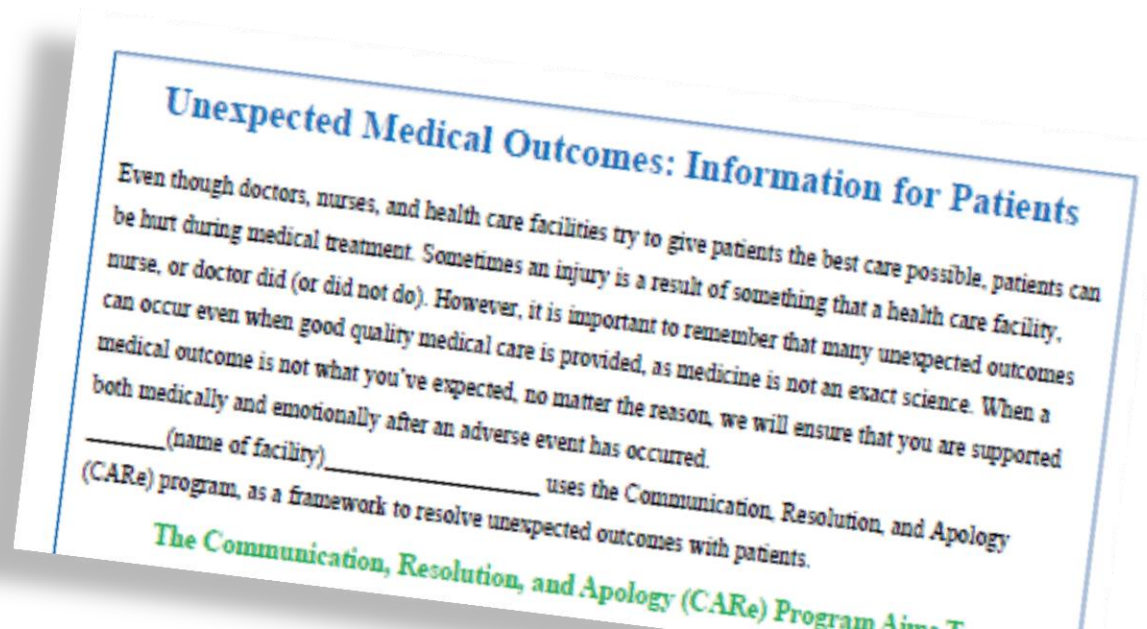 Unexpected Medical Outcomes: Information for Patients
Even though doctors, nurses, and health care facilities try to give patients the best care possible, patients can
be hurt during medical treatment. Sometimes an injury is a result of something that a health care facility,
nurse, or doctor did (or did not do). However, it is important to remember that many unexpected outcomes
can occur even when good quality medical care is provided, as medicine is not an exact science. When a
medical outcome is not what you've expected, no matter the reason, we will ensure that you are supported
both medically and emotionally after an adverse event has occurred.
______(name of facility)________________ uses the Communication, Resolution, and Apology
(CARe) program, as a framework to resolve unexpected outcomes with patients.
The Communication, Resolution, and Apology (CARe) Program Aims